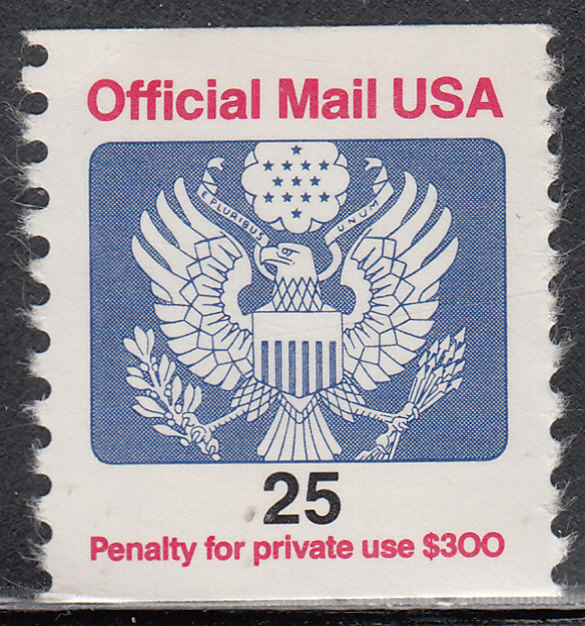 Official Mail USA
E PLURIBUS UNUM
25
Penalty for private use $300